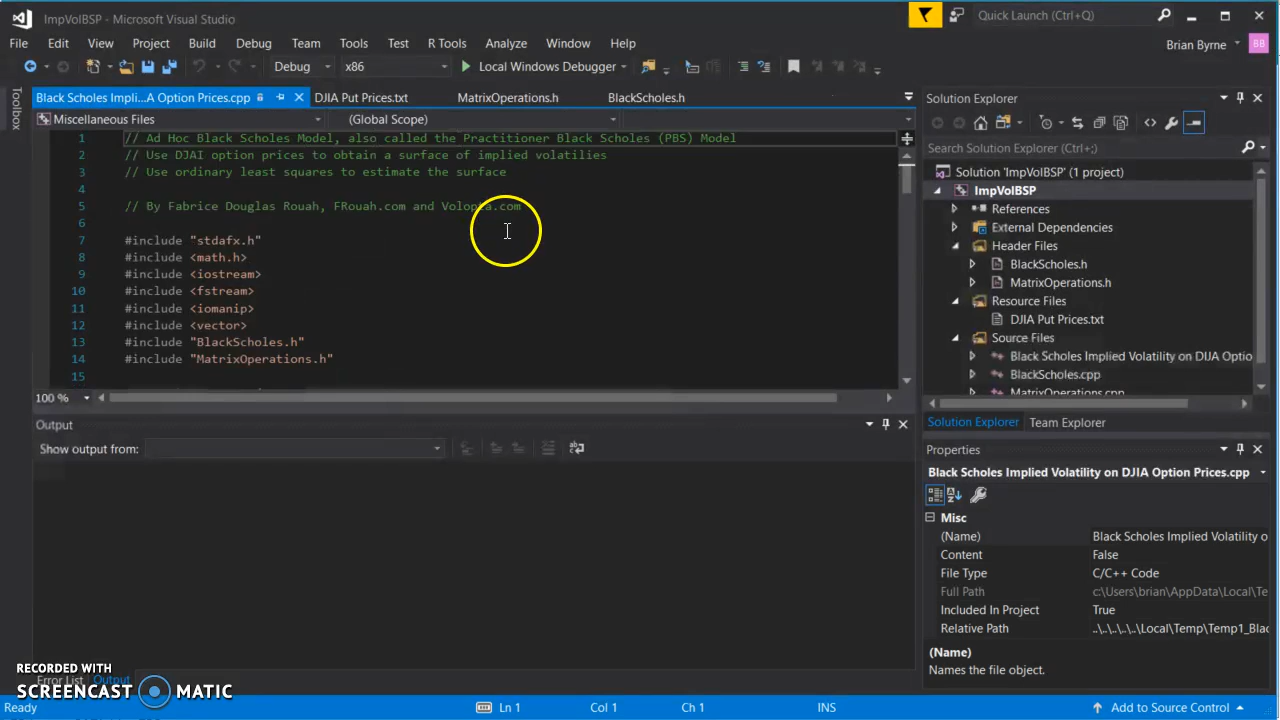 ImpVolBSP - Microsoft Visual Studio
Quick Launch (Ctrl+Q)
File Edit View Project Build Debug Team Tools Test R Tools Analyze Window Help
Brian Byrne BB
Debug x86 Local Windows Debugger
Toolbox
Black Scholes Impli...A Option Prices.cpp DJIA Put Prices.txt MatrixOperations.h BlackScholes.h
Miscellaneous Files (Global Scope)
1 // Ad Hoc Black Scholes Model, also called the Practitioner Black Scholes (PBS) Model
2 // Use DJAI option prices to obtain a surface of implied volatilies
3 // Use ordinary least squares to estimate the surface
4
5 // By Fabrice Douglas Rouah, FRouah.com and Volopta.com
6
7 #include "stdafx.h"
8 #include <math.h>
9 #include <iostream>
10 #include <fstream>
11 #include <iomanip>
12 #include <vector>
13 #include "BlackScholes.h"
14 #include "MatrixOperations.h"
15
100 %
Output
Show output from:
Error List Output
RECORDED WITH
SCREENCAST MATIC
Solution Explorer
Search Solution Explorer (Ctrl+;)
Solution 'ImpVolBSP' (1 project)
ImpVolBSP
References
External Dependencies
Header Files
BlackScholes.h
MatrixOperations.h
Resource Files
DJIA Put Prices.txt
Source Files
Black Scholes Implied Volatility on DJIA Optio
BlackScholes.cpp
MatrixOperations.cpp
Solution Explorer Team Explorer
Properties
Black Scholes Implied Volatility on DJIA Option Prices.cpp
Misc
(Name) Black Scholes Implied Volatility o
Content False
File Type C/C++ Code
Full Path c:\Users\brian\AppData\Local\Te
Included In Project True
Relative Path ..\..\..\..\..\Local\Temp\Temp1_Blac
(Name)
Names the file object.
Ready Ln 1 Col 1 Ch 1 INS Add to Source Control